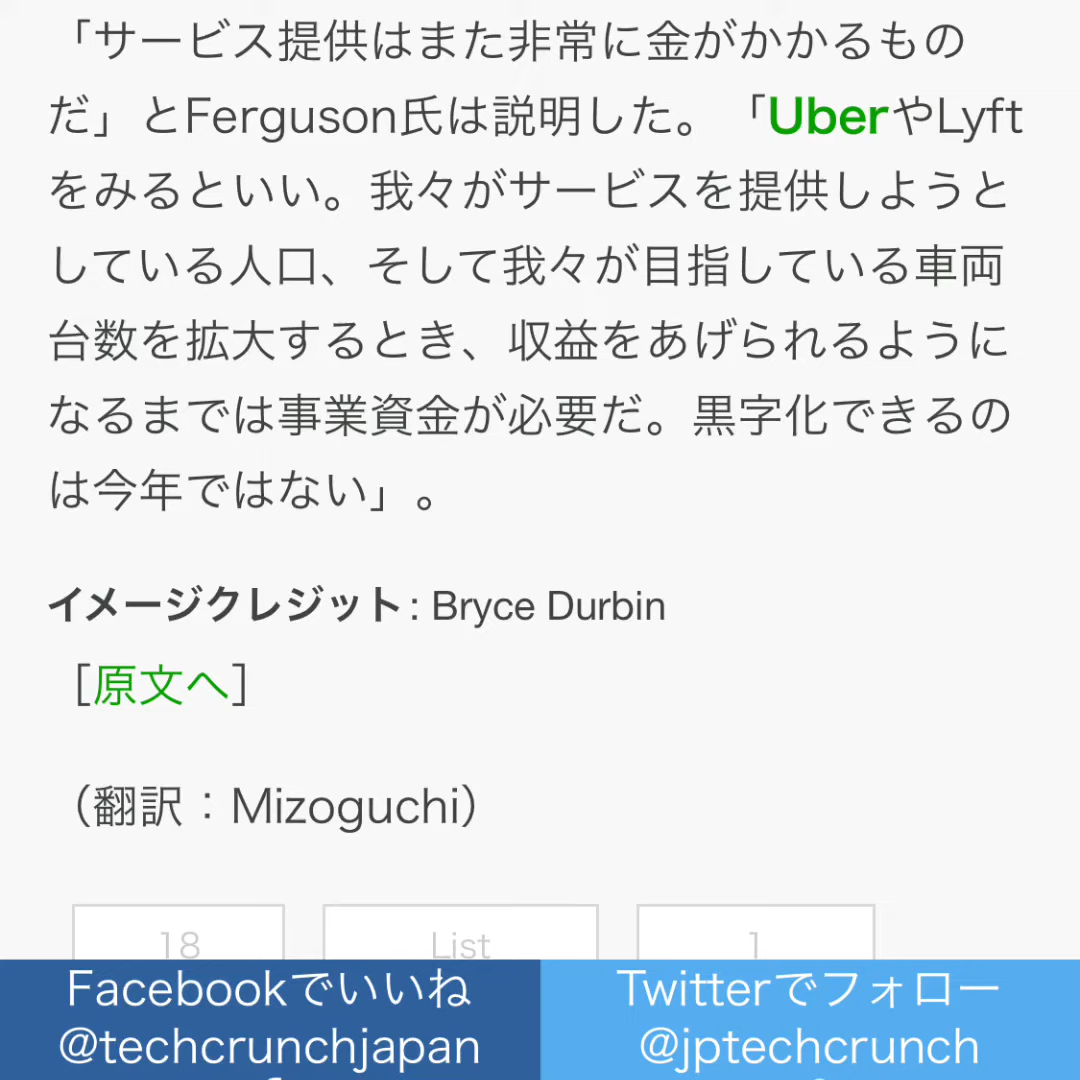 「サービス提供はまた非常に金がかかるもの
だ」とFerguson氏は説明した。「UberやLyft
をみるといい。我々がサービスを提供しようと
している人口、そして我々が目指している車両
台数を拡大するとき、収益をあげられるように
なるまでは事業資金が必要だ。黒字化できるの
は今年ではない」。
イメージクレジット: Bryce Durbin
［原文へ］
（翻訳：Mizoguchi）
18 List 1
Facebookでいいね Twitterでフォロー
@techcrunchjapan @jptechcrunch